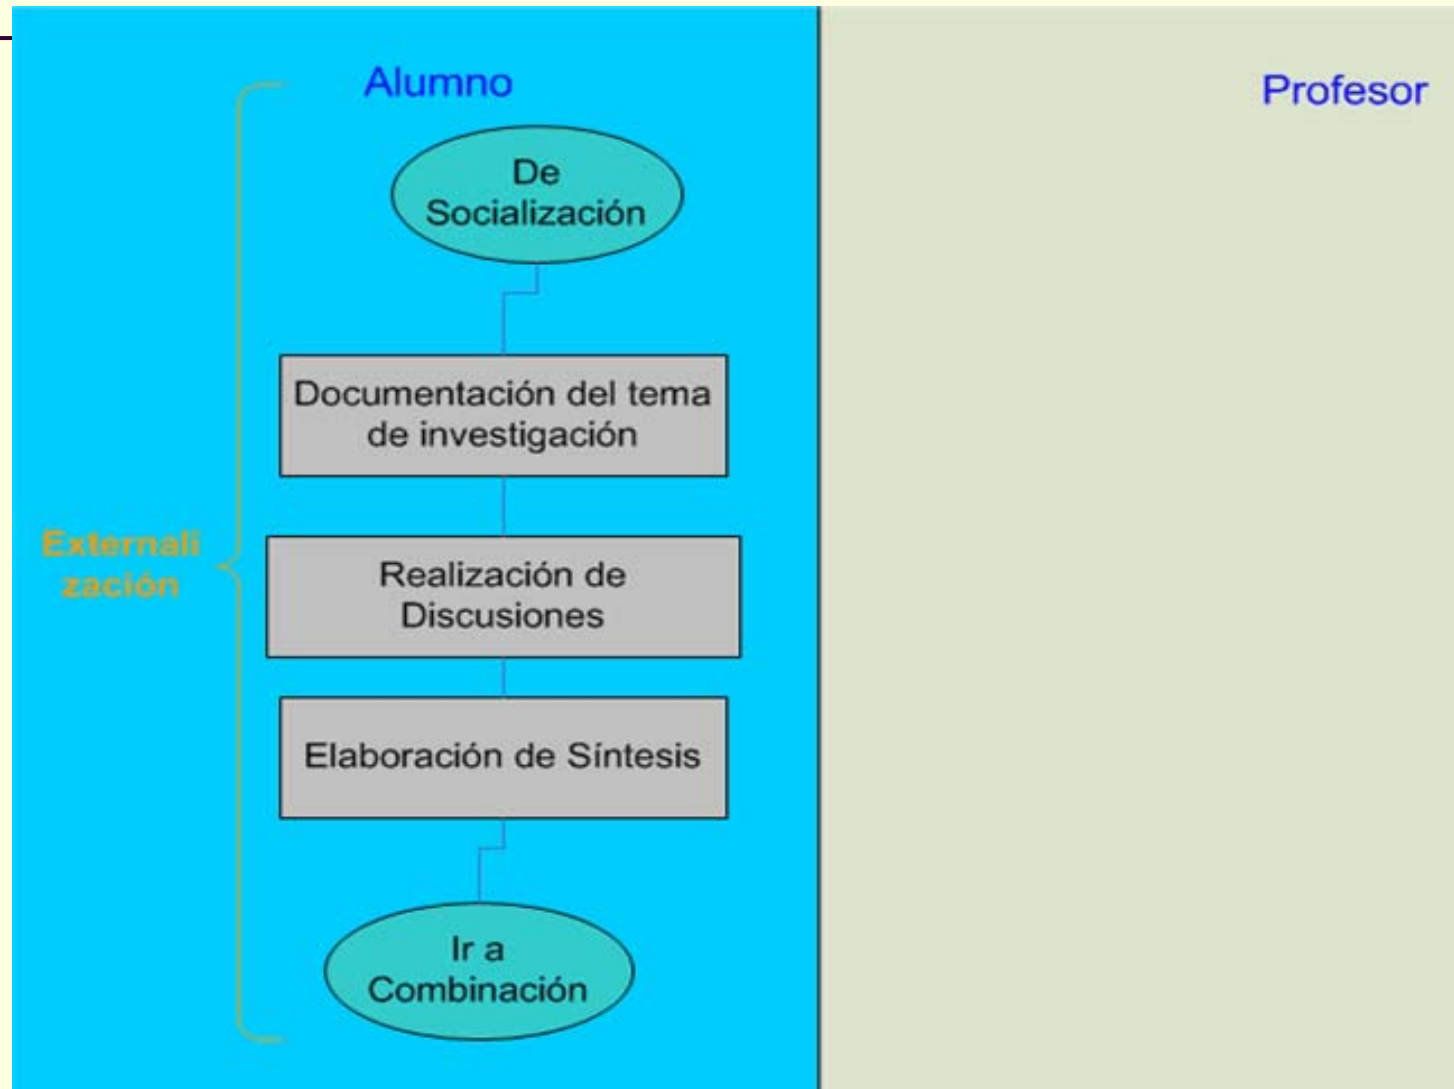 Alumno
Profesor
De
Socialización
Documentación del tema
de investigación
Externali
zación
Realización de
Discusiones
Elaboración de Síntesis
Ir a
Combinación